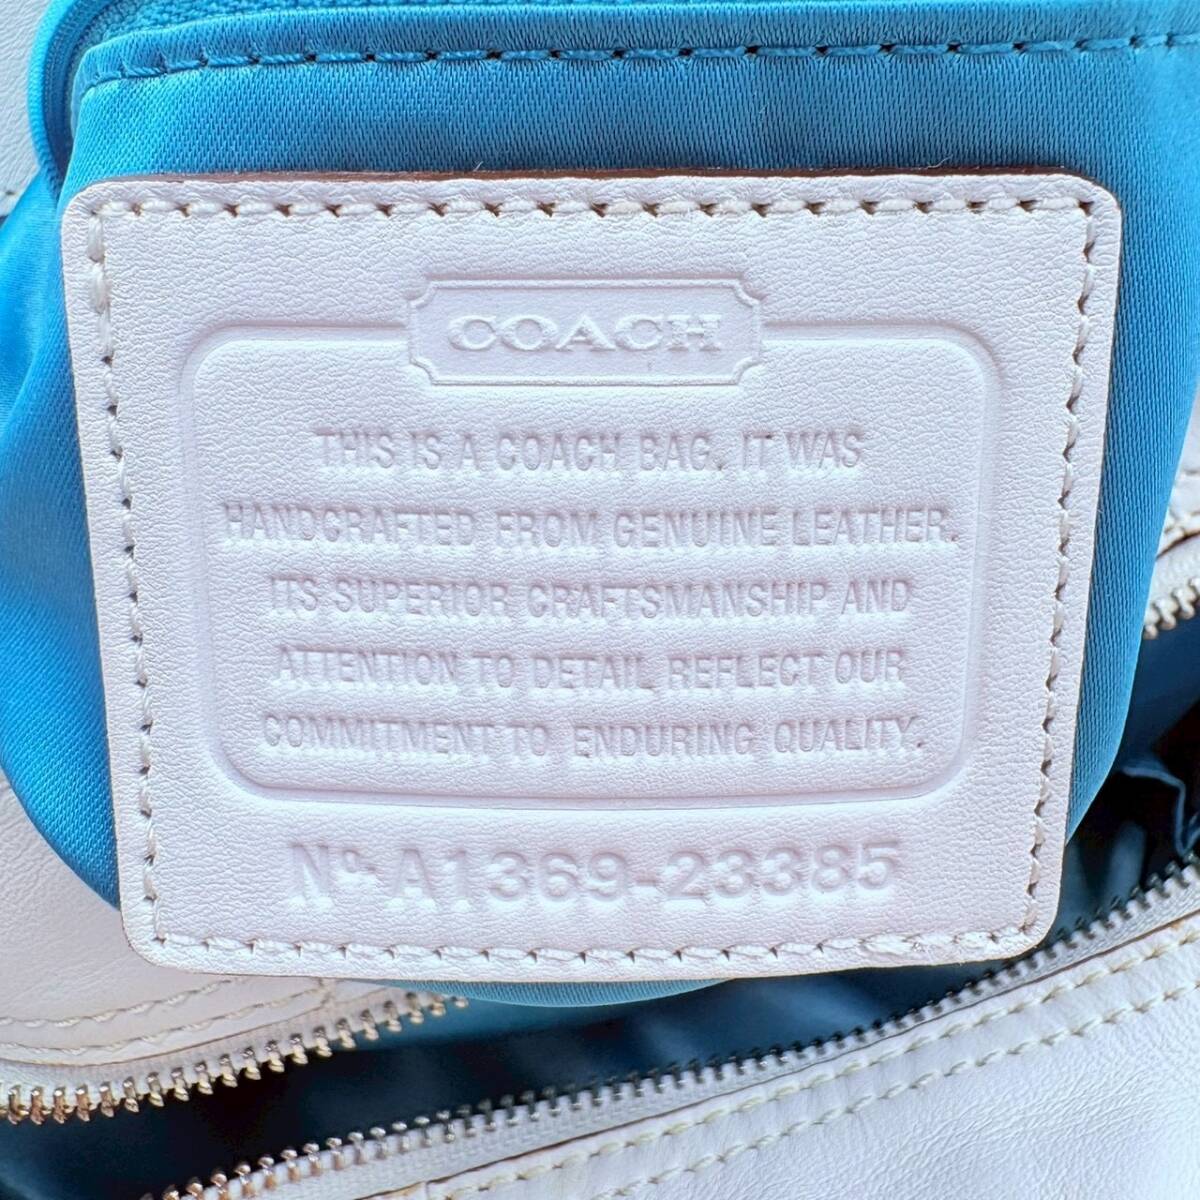 COACH
THIS IS A COACH BAG. IT WAS
HANDCRAFTED FROM GENUINE LEATHER.
ITS SUPERIOR CRAFTSMANSHIP AND
ATTENTION TO DETAIL REFLECT OUR
COMMITMENT TO ENDURING QUALITY.
No A1369-23385